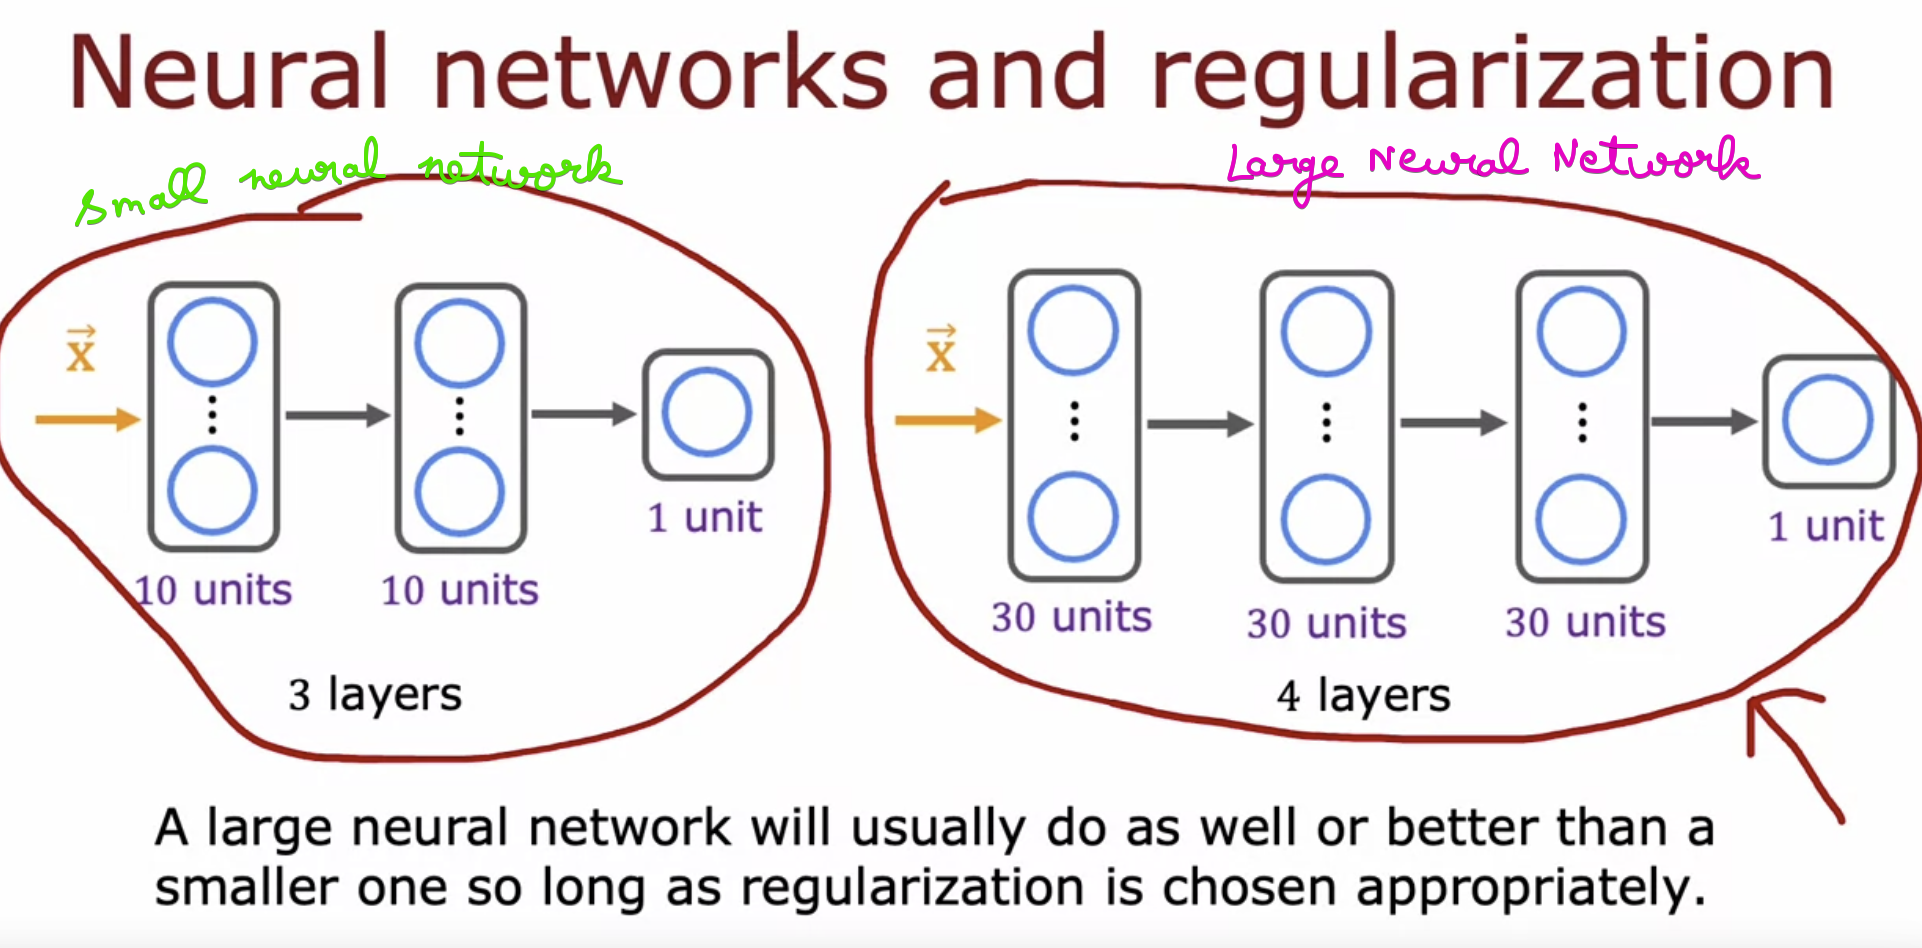 Neural networks and regularization
Small neural network
Large Neural Network
x⃗
10 units
10 units
1 unit
3 layers
x⃗
30 units
30 units
30 units
1 unit
4 layers
A large neural network will usually do as well or better than a
smaller one so long as regularization is chosen appropriately.